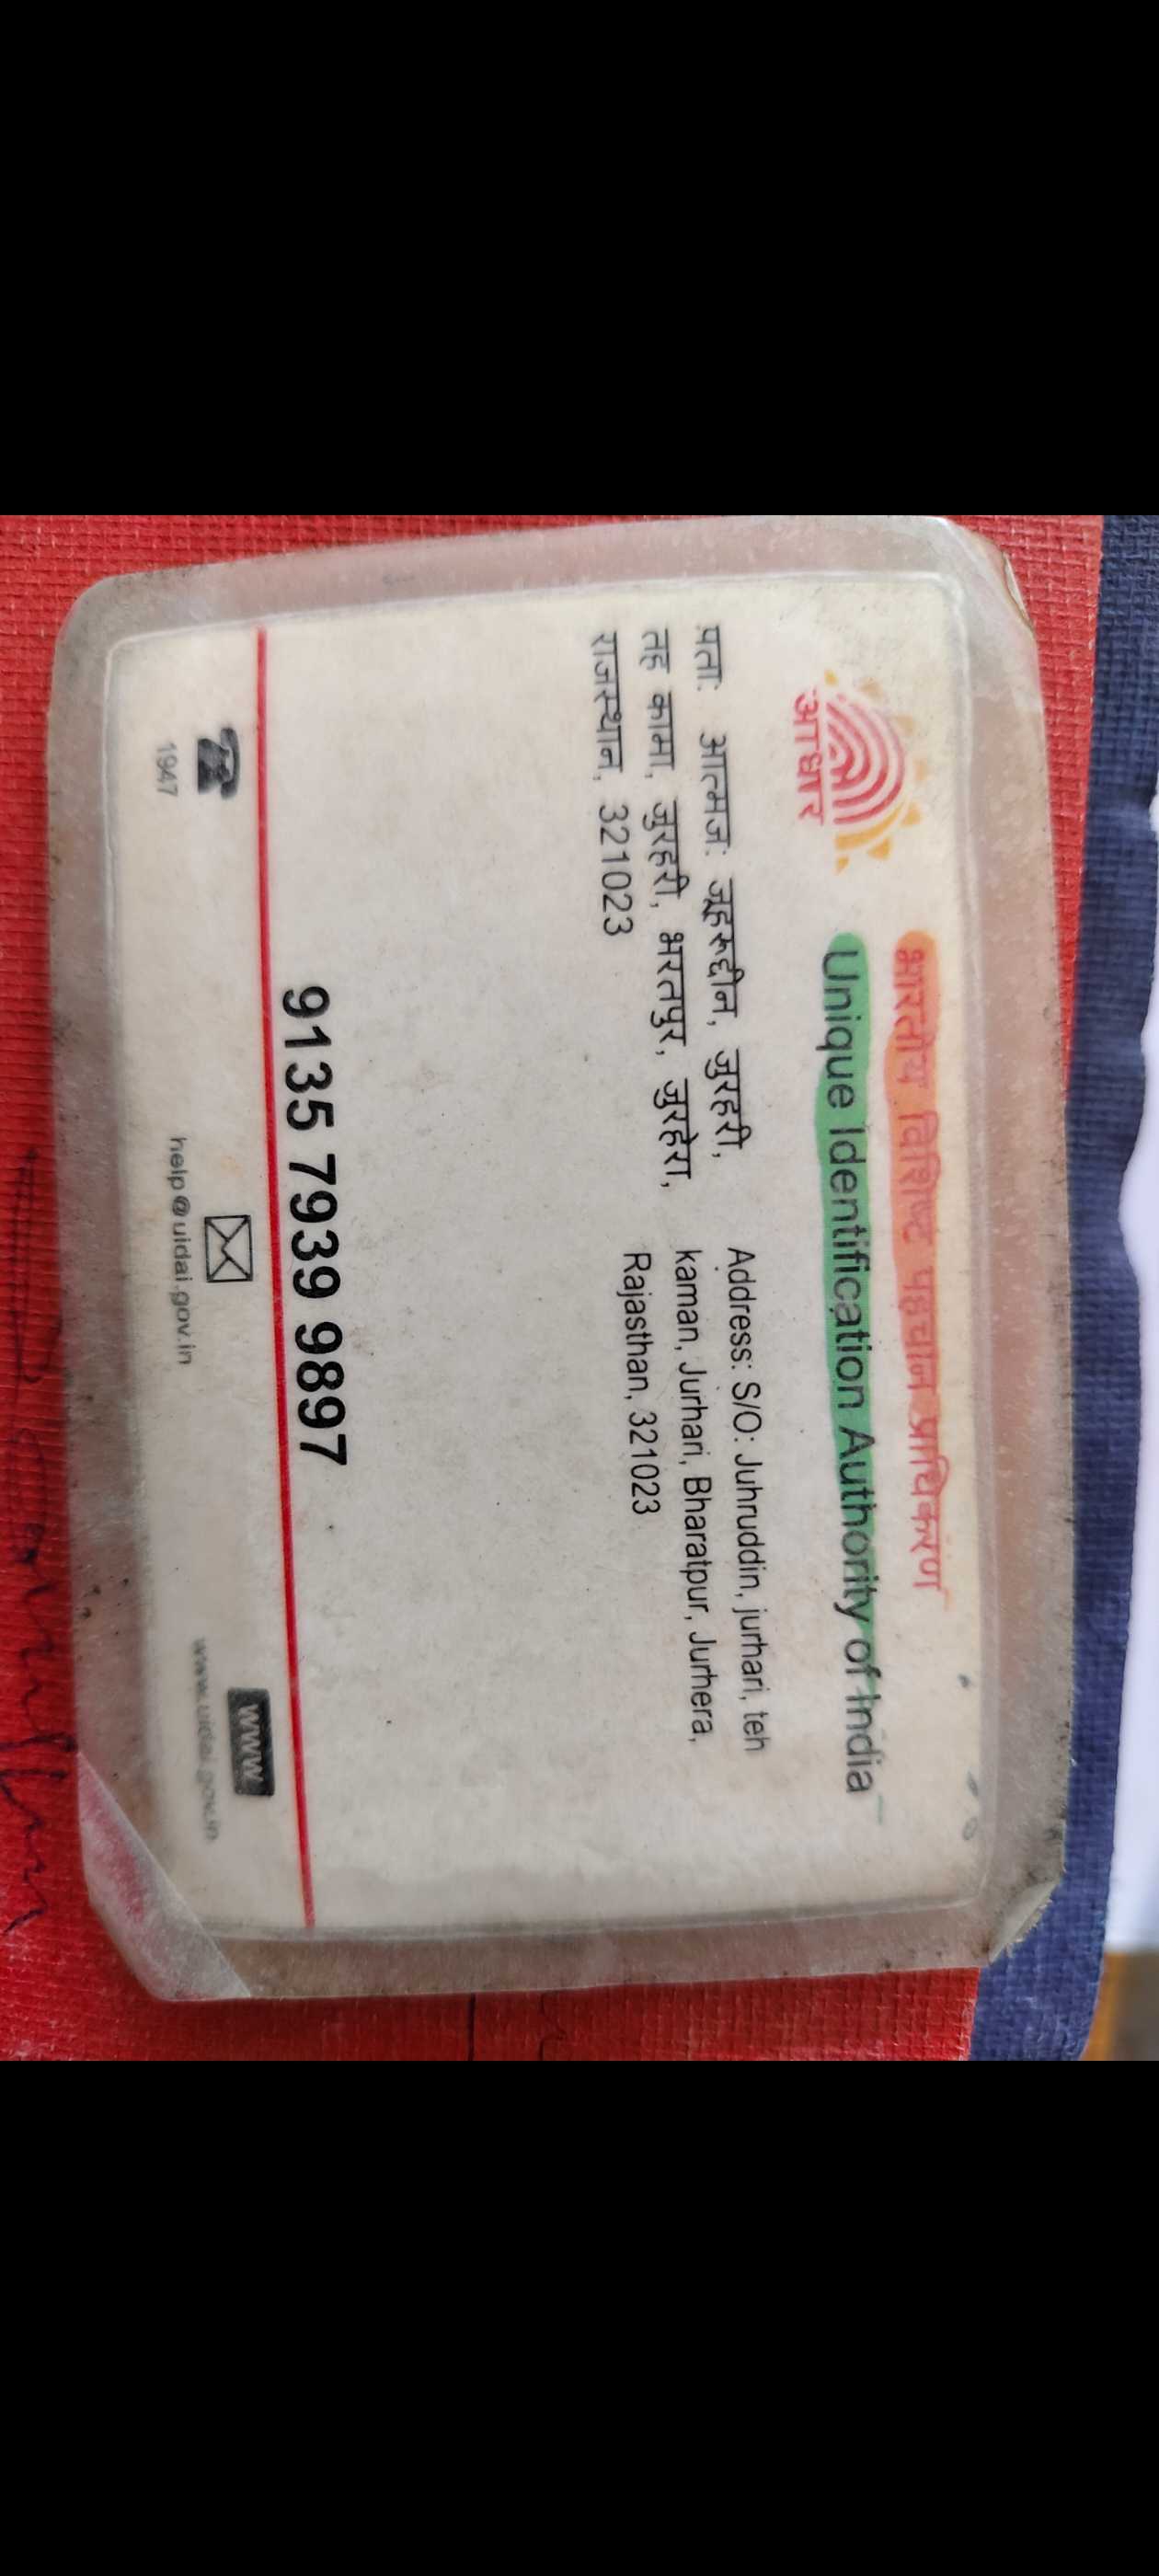 आधार
भारतीय विशिष्ट पहचान प्राधिकरण
Unique Identification Authority of India
पता: आत्मज: जूहरूद्दीन, जुरहरी,
तह कामा, जुरहरी, भरतपुर, जुरहेरा,
राजस्थान, 321023
Address: S/O: Juhruddin, jurhari, teh
kaman, Jurhari, Bharatpur, Jurhera,
Rajasthan, 321023
9135 7939 9897
1947
help@uidai.gov.in
www
www.uidai.gov.in